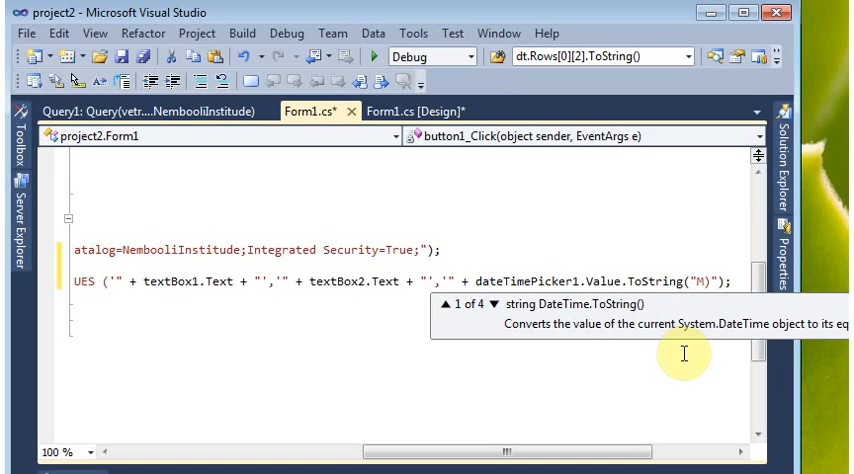 project2 - Microsoft Visual Studio
File Edit View Refactor Project Build Debug Team Data Tools Test Window Help
Debug dt.Rows[0][2].ToString()
Query1: Query(vetr....NembooliInstitude) Form1.cs* Form1.cs [Design]*
project2.Form1 button1_Click(object sender, EventArgs e)
Toolbox
Server Explorer
atalog=NembooliInstitude;Integrated Security=True;");
UES ('" + textBox1.Text + "','" + textBox2.Text + "','" + dateTimePicker1.Value.ToString("M)");
1 of 4 string DateTime.ToString()
Converts the value of the current System.DateTime object to its eq
Solution Explorer
Properties
100 %